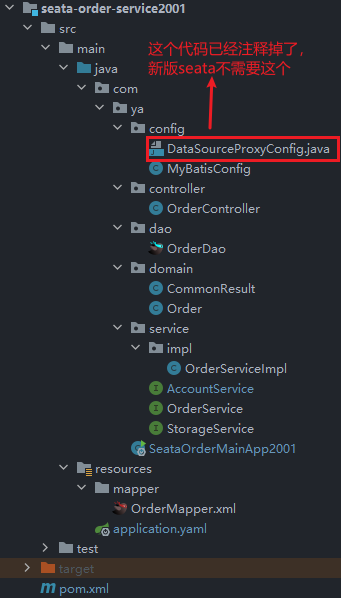 seata-order-service2001
src
main
这个代码已经注释掉了，
java
新版seata不需要这个
com
ya
config
DataSourceProxyConfig.java
MyBatisConfig
controller
OrderController
dao
OrderDao
domain
CommonResult
Order
service
impl
OrderServiceImpl
AccountService
OrderService
StorageService
SeataOrderMainApp2001
resources
mapper
OrderMapper.xml
application.yaml
test
target
pom.xml